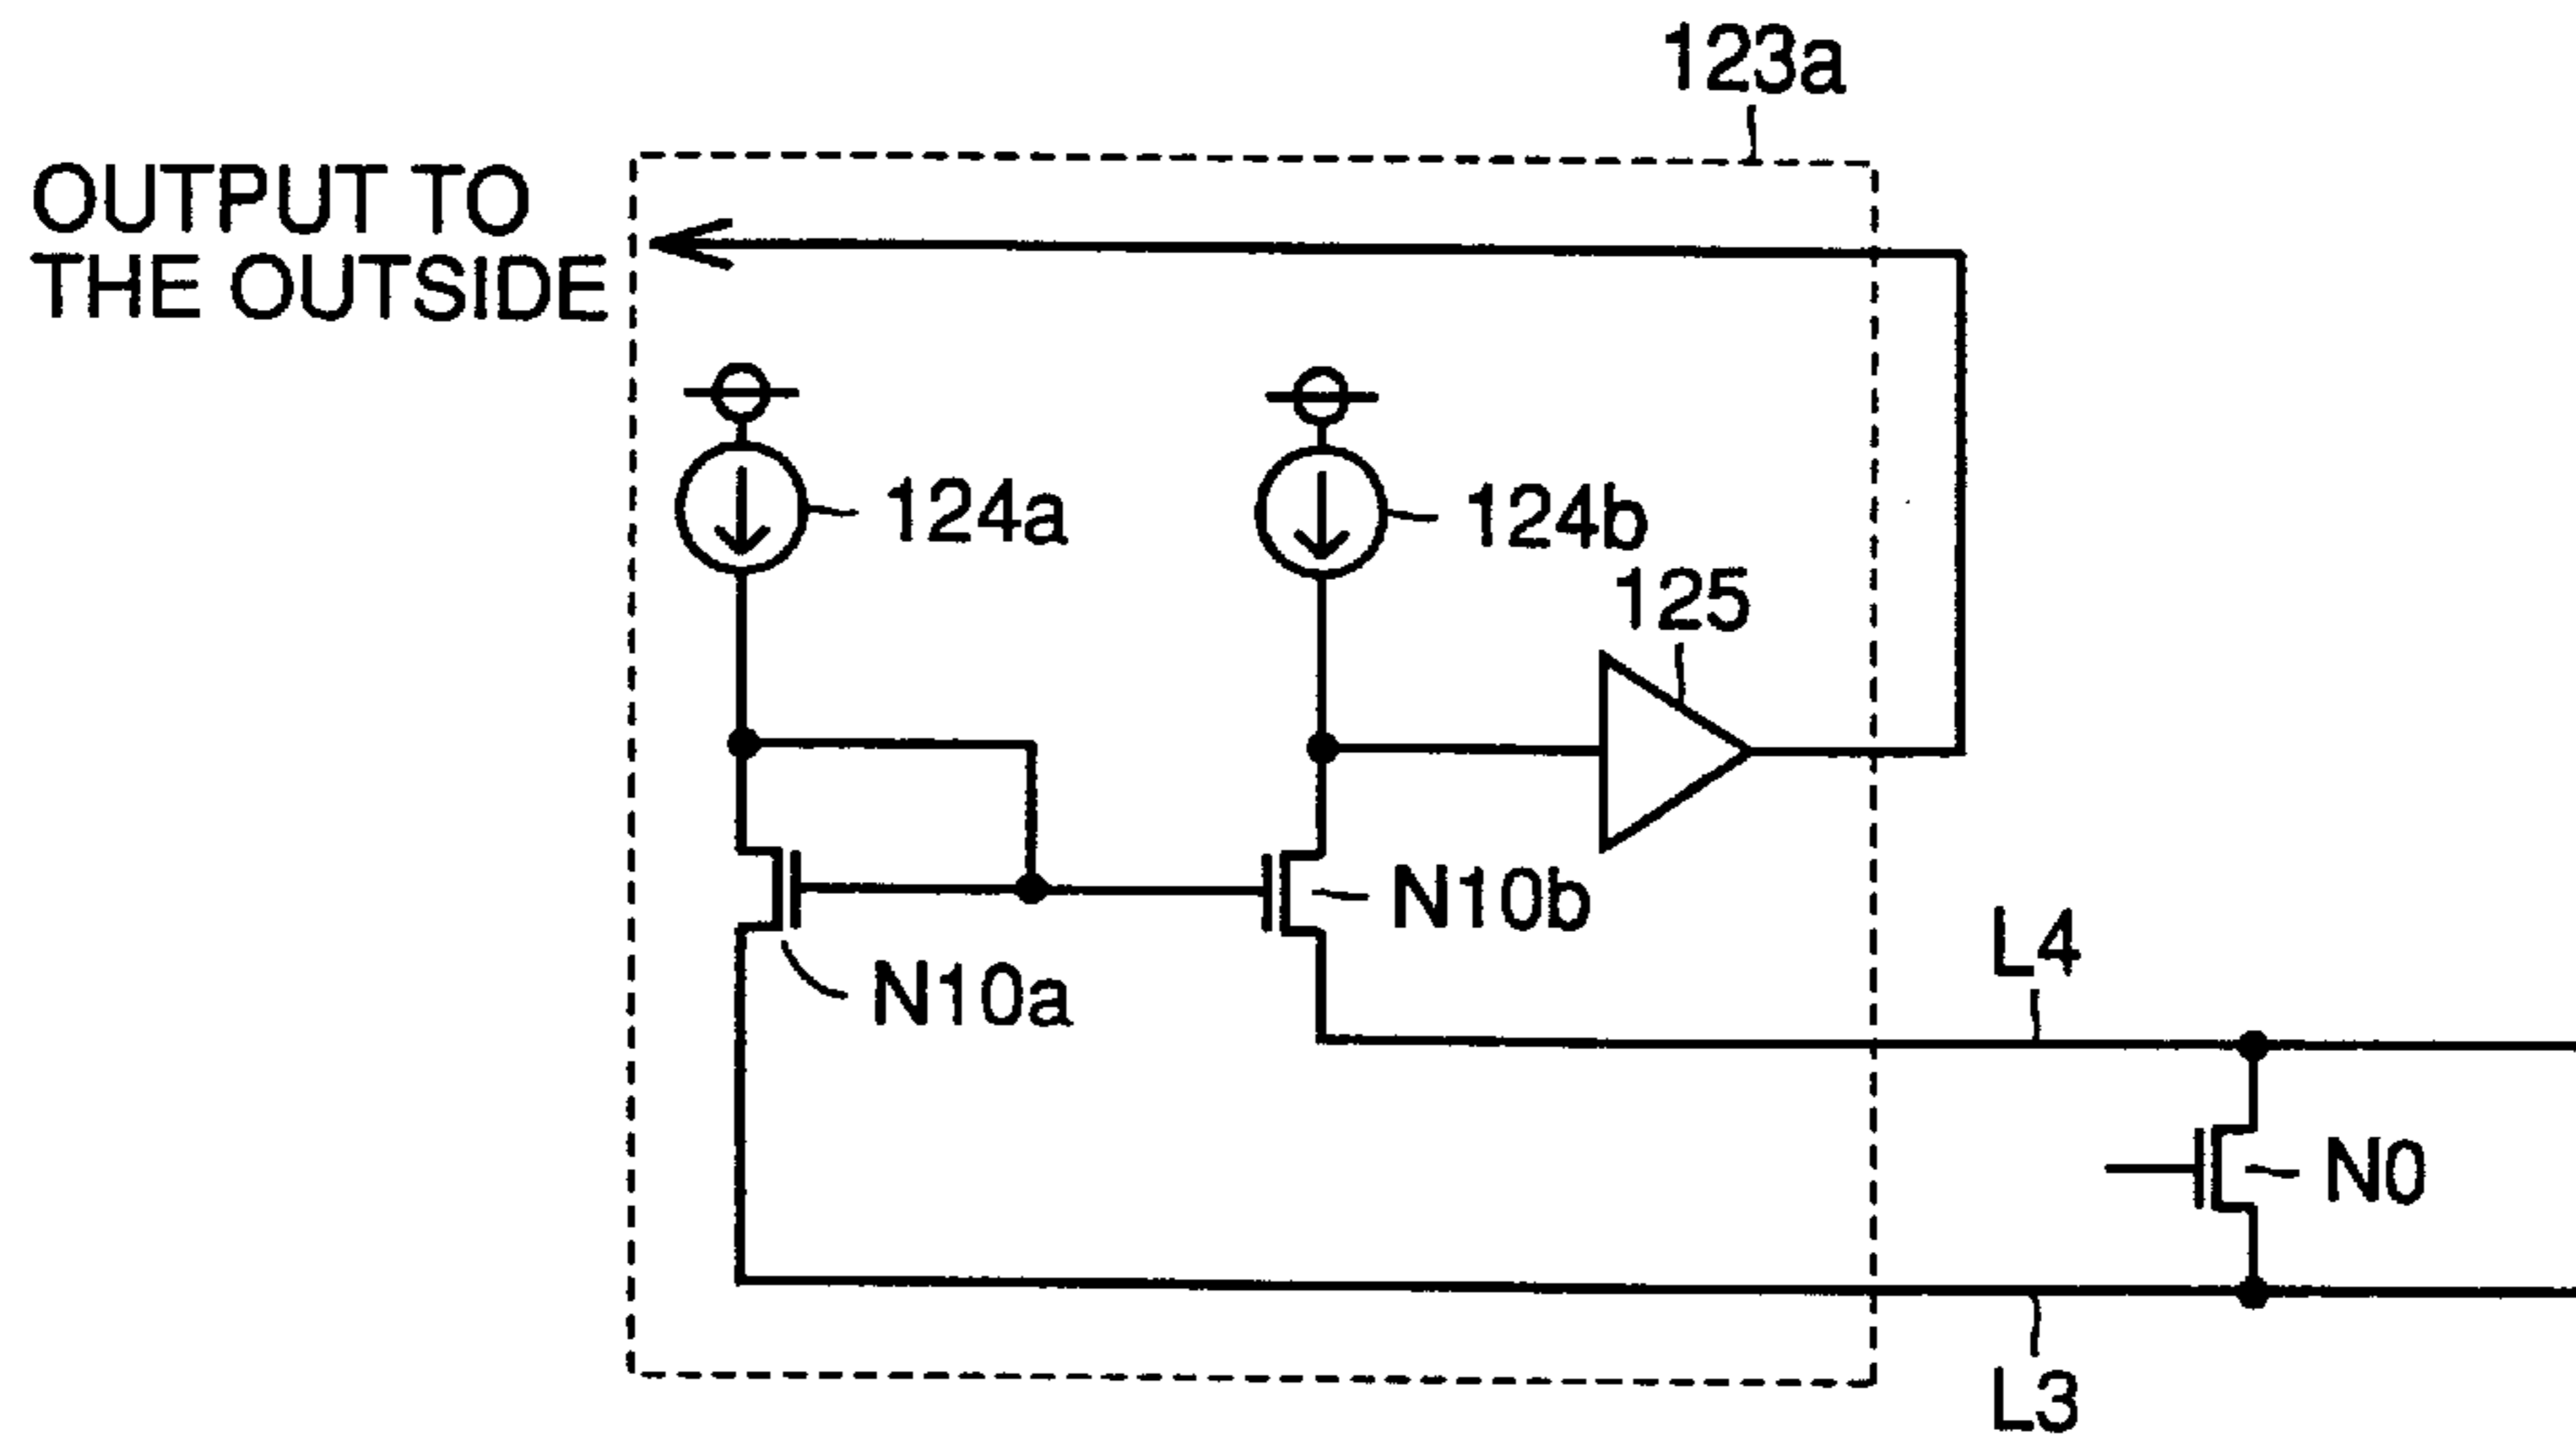 123a
OUTPUT TO
THE OUTSIDE
124a
124b
125
N10b
N10a
L4
N0
L3